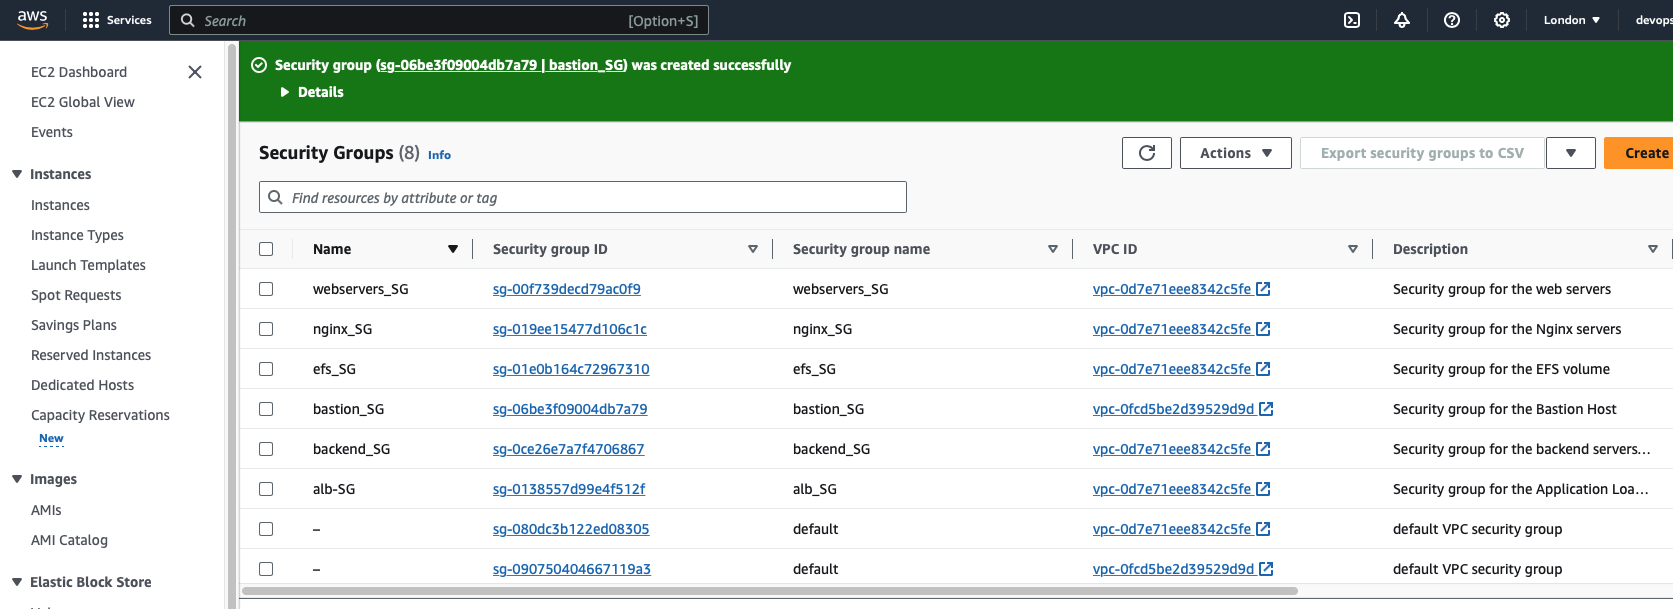 aws Services Search [Option+S] London devops
EC2 Dashboard
EC2 Global View
Events
Instances
Instances
Instance Types
Launch Templates
Spot Requests
Savings Plans
Reserved Instances
Dedicated Hosts
Capacity Reservations
New
Images
AMIs
AMI Catalog
Elastic Block Store
Security group (sg-06be3f09004db7a79 | bastion_SG) was created successfully
Details
Security Groups (8) Info Actions Export security groups to CSV Create
Find resources by attribute or tag
Name Security group ID Security group name VPC ID Description
webservers_SG sg-00f739decd79ac0f9 webservers_SG vpc-0d7e71eee8342c5fe Security group for the web servers
nginx_SG sg-019ee15477d106c1c nginx_SG vpc-0d7e71eee8342c5fe Security group for the Nginx servers
efs_SG sg-01e0b164c72967310 efs_SG vpc-0d7e71eee8342c5fe Security group for the EFS volume
bastion_SG sg-06be3f09004db7a79 bastion_SG vpc-0fcd5be2d39529d9d Security group for the Bastion Host
backend_SG sg-0ce26e7a7f4706867 backend_SG vpc-0d7e71eee8342c5fe Security group for the backend servers...
alb-SG sg-0138557d99e4f512f alb_SG vpc-0d7e71eee8342c5fe Security group for the Application Loa...
– sg-080dc3b122ed08305 default vpc-0d7e71eee8342c5fe default VPC security group
– sg-090750404667119a3 default vpc-0fcd5be2d39529d9d default VPC security group